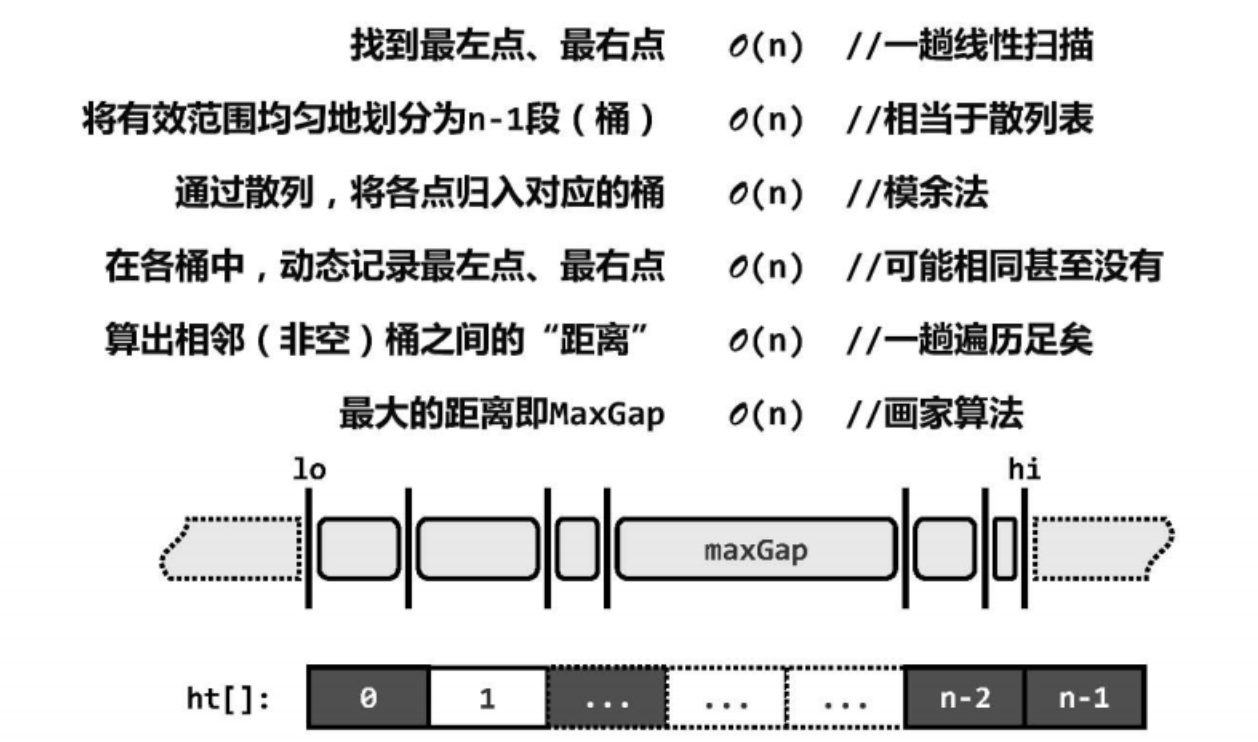 找到最左点、最右点 O(n) //一趟线性扫描
将有效范围均匀地划分为n-1段(桶) O(n) //相当于散列表
通过散列,将各点归入对应的桶 O(n) //模余法
在各桶中,动态记录最左点、最右点 O(n) //可能相同甚至没有
算出相邻(非空)桶之间的“距离” O(n) //一趟遍历足矣
最大的距离即MaxGap O(n) //画家算法
lo hi
maxGap
ht[]: 0 1 ... ... ... n-2 n-1